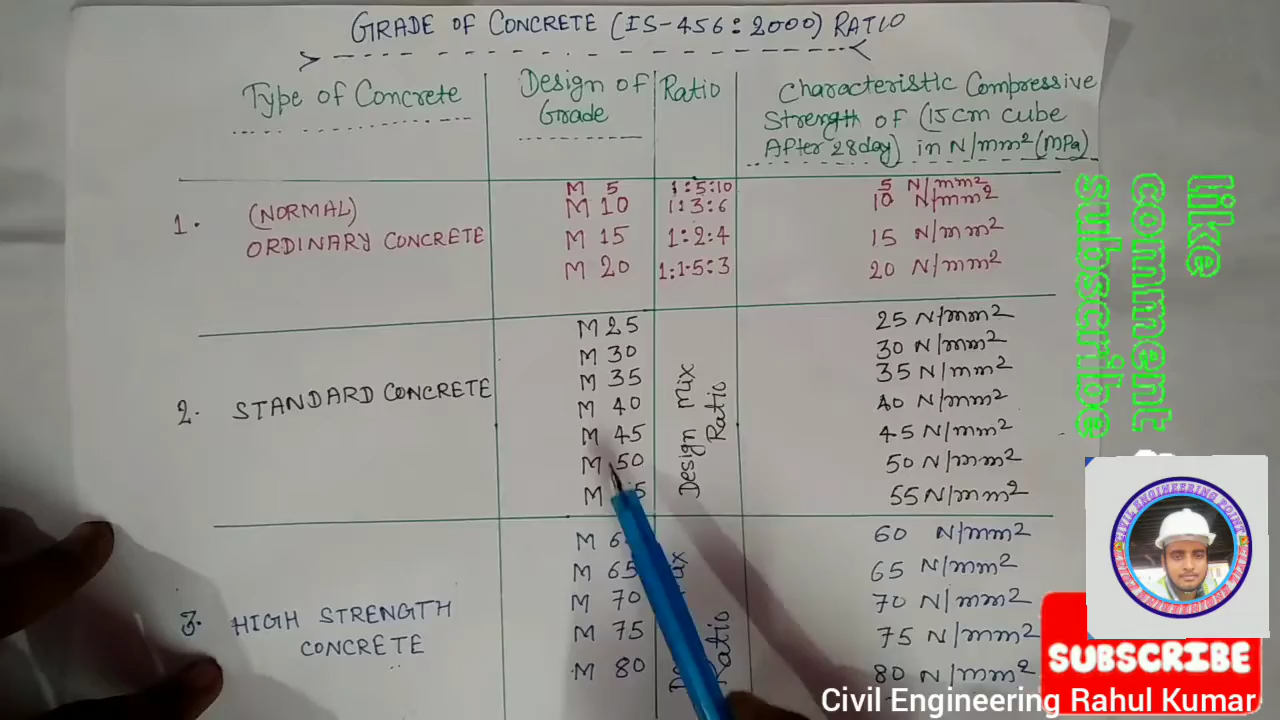 GRADE OF CONCRETE (IS-456:2000) RATIO
Type of Concrete
Design of Grade
Ratio
Characteristic Compressive
Strength of (15cm cube
After 28day) in N/mm² (MPa)
1. (NORMAL)
ORDINARY CONCRETE
M 5 1:5:10 5 N/mm²
M 10 1:3:6 10 N/mm²
M 15 1:2:4 15 N/mm²
M 20 1:1.5:3 20 N/mm²
2. STANDARD CONCRETE
M 25 25 N/mm²
M 30 30 N/mm²
M 35 35 N/mm²
M 40 40 N/mm²
M 45 45 N/mm²
M 50 50 N/mm²
M 55 N/mm²
Design Mix
Ratio
3. HIGH STRENGTH
CONCRETE
M 60 N/mm²
M 65 65 N/mm²
M 70 70 N/mm²
M 75 75 N/mm²
M 80 80 N/mm²
Ratio
like
comment
subscribe
CIVIL ENGINEERING POINT
SUBSCRIBE
Civil Engineering Rahul Kumar